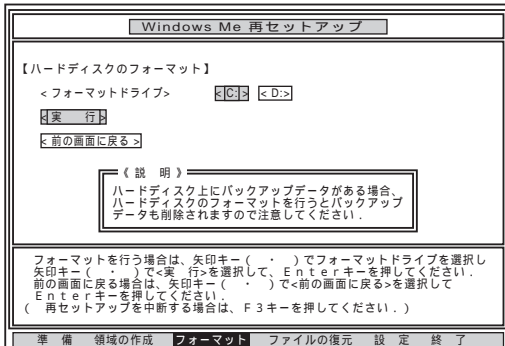 Windows Me 再セットアップ
【ハードディスクのフォーマット】
<フォーマットドライブ> <C:> <D:>
<実 行>
<前の画面に戻る>
《説 明》
ハードディスク上にバックアップデータがある場合、
ハードディスクのフォーマットを行うとバックアップ
データも削除されますので注意してください．
フォーマットを行う場合は、矢印キー( ・ )でフォーマットドライブを選択し
矢印キー( ・ )で<実 行>を選択して、Ｅｎｔｅｒキーを押してください．
前の画面に戻る場合は、矢印キー( ・ )で<前の画面に戻る>を選択して
Ｅｎｔｅｒキーを押してください．
( 再セットアップを中断する場合は、Ｆ３キーを押してください．)
準 備 領域の作成 フォーマット ファイルの復元 設 定 終 了